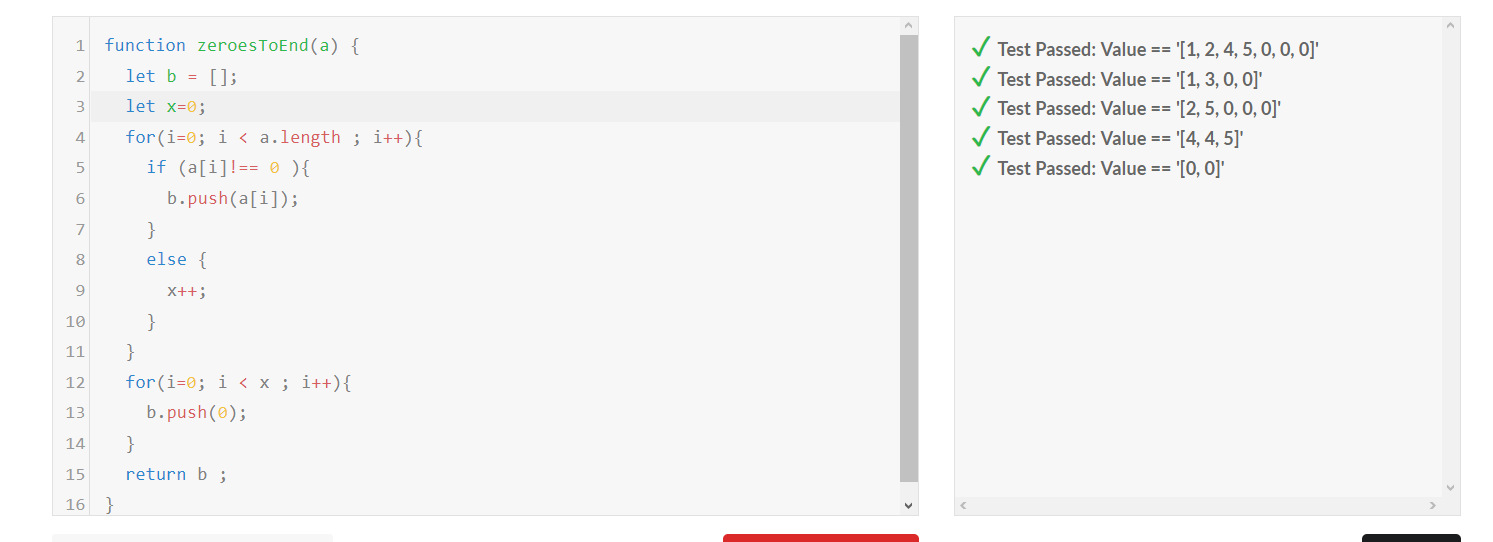 1 function zeroesToEnd(a) {
2 let b = [];
3 let x=0;
4 for(i=0; i < a.length ; i++){
5 if (a[i]!== 0 ){
6 b.push(a[i]);
7 }
8 else {
9 x++;
10 }
11 }
12 for(i=0; i < x ; i++){
13 b.push(0);
14 }
15 return b ;
16 }
✓ Test Passed: Value == '[1, 2, 4, 5, 0, 0, 0]'
✓ Test Passed: Value == '[1, 3, 0, 0]'
✓ Test Passed: Value == '[2, 5, 0, 0, 0]'
✓ Test Passed: Value == '[4, 4, 5]'
✓ Test Passed: Value == '[0, 0]'